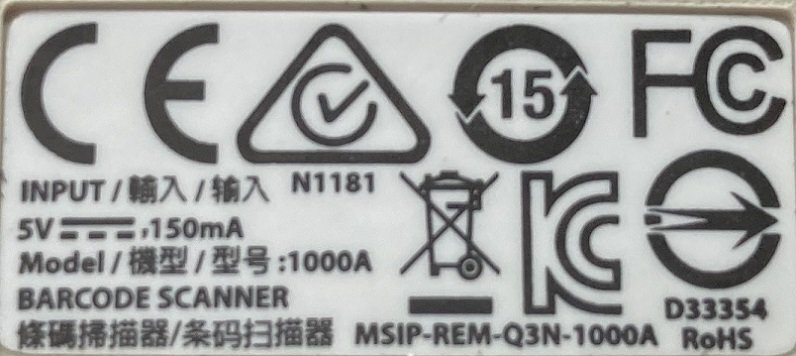 CE
15
FC
N1181
INPUT / 輸入 / 输入
5V ⎓ ,150mA
Model / 機型 / 型号 :1000A
BARCODE SCANNER
條碼掃描器/条码扫描器
MSIP-REM-Q3N-1000A
D33354
RoHS